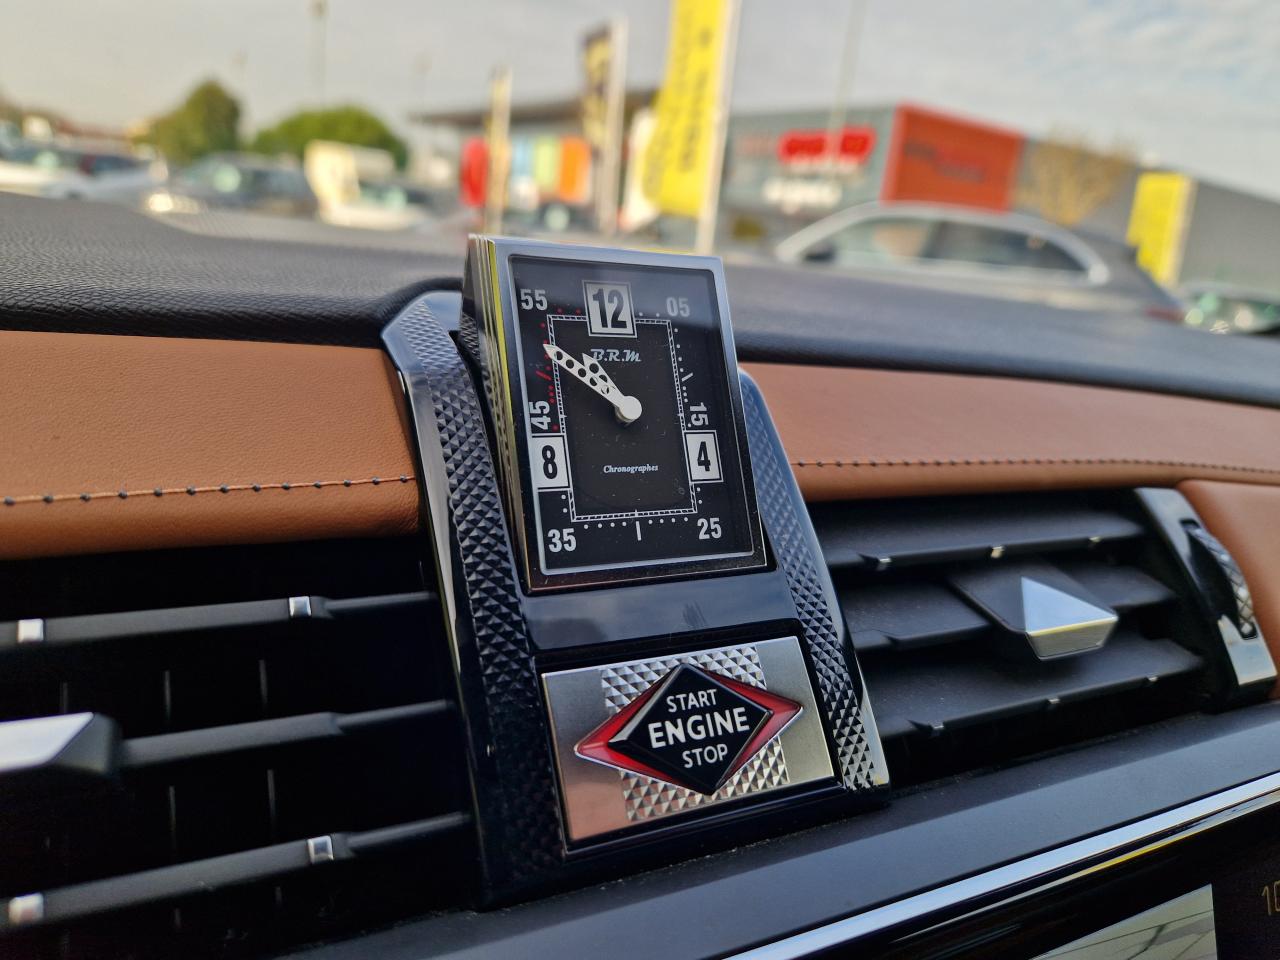 55
12
05
B.R.M
45
15
8
4
Chronographes
35
25
START
ENGINE
STOP